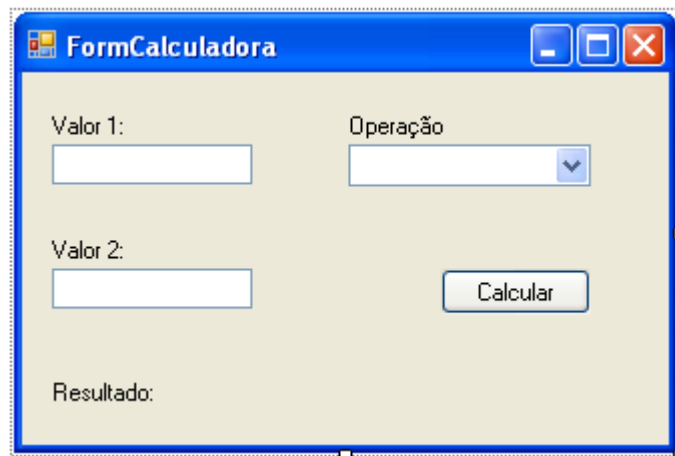 FormCalculadora
Valor 1:
Operação
Valor 2:
Calcular
Resultado: